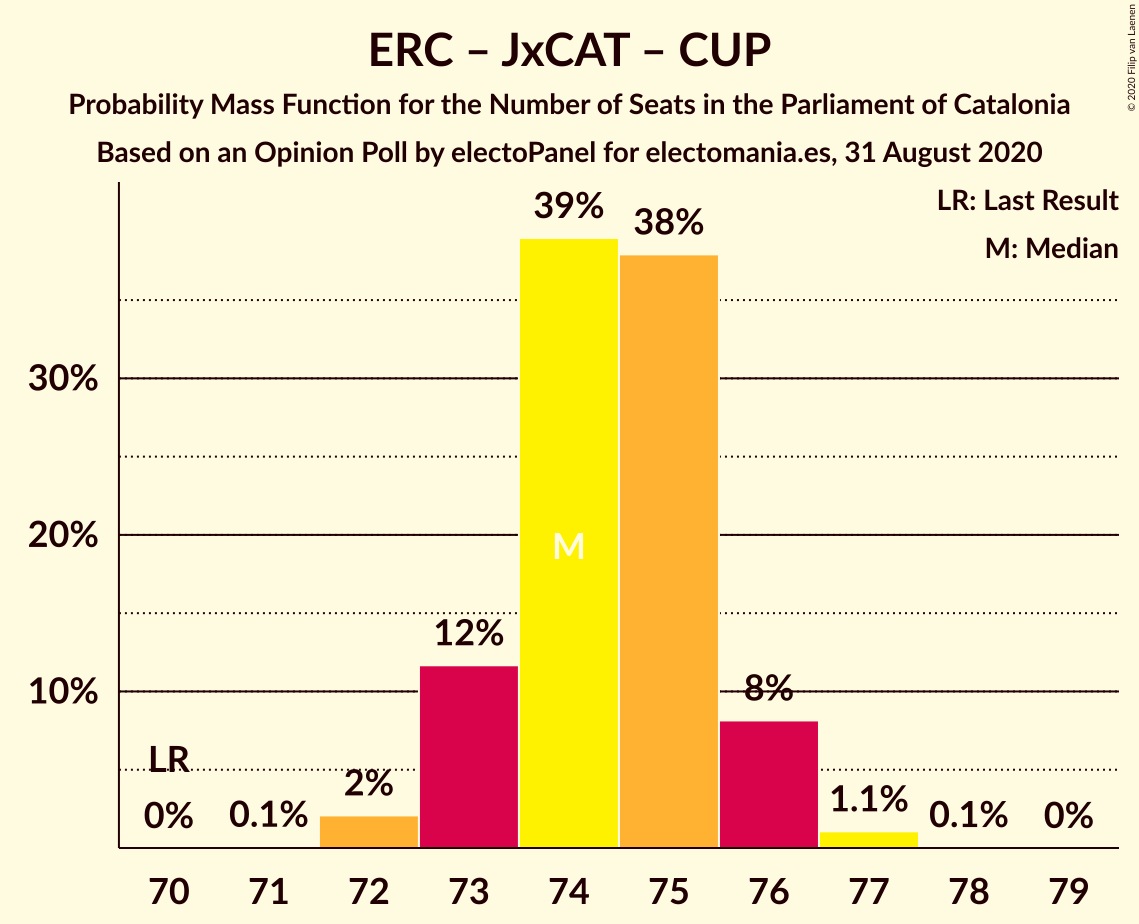 ERC – JxCAT – CUP
Probability Mass Function for the Number of Seats in the Parliament of Catalonia
Based on an Opinion Poll by electoPanel for electomania.es, 31 August 2020
© 2020 Filip van Laenen
LR: Last Result
M: Median
39%
38%
30%
20%
M
12%
10%
8%
LR
2%
1.1%
0%
0.1%
0.1%
0%
70
71
72
73
74
75
76
77
78
79